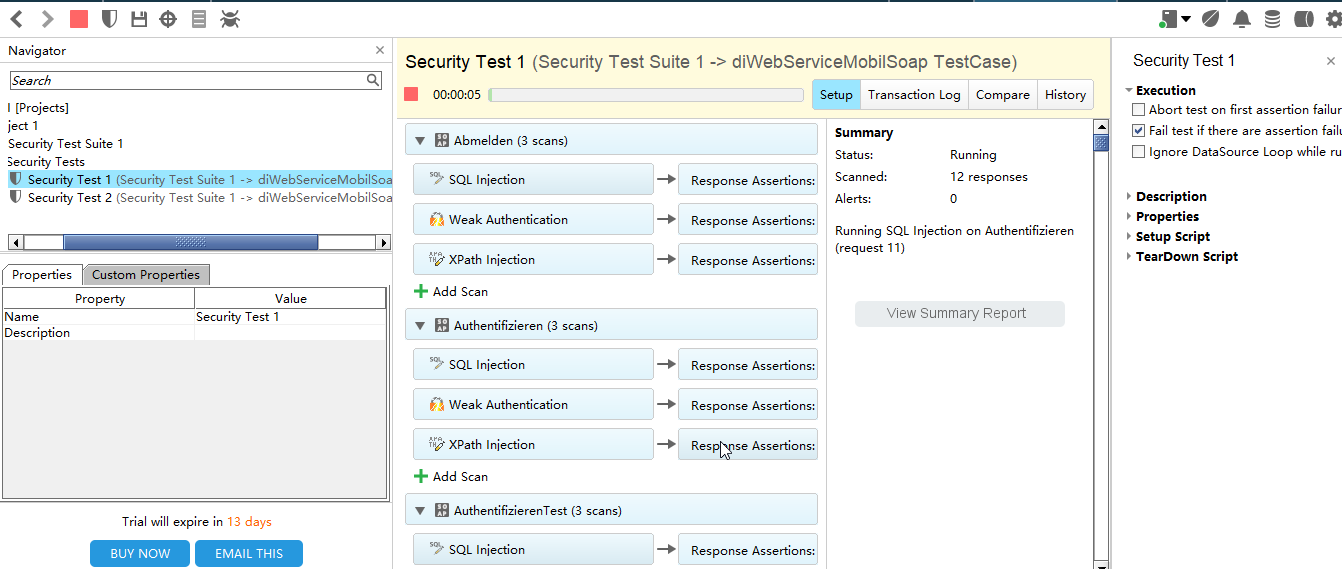 Navigator
Search
I [Projects]
ject 1
Security Test Suite 1
Security Tests
Security Test 1 (Security Test Suite 1 -> diWebServiceMobilSoa
Security Test 2 (Security Test Suite 1 -> diWebServiceMobilSoa
Properties
Custom Properties
Property Value
Name Security Test 1
Description
Trial will expire in 13 days
BUY NOW
EMAIL THIS
Security Test 1 (Security Test Suite 1 -> diWebServiceMobilSoap TestCase)
00:00:05
Setup
Transaction Log
Compare
History
Abmelden (3 scans)
SQL Injection
Response Assertions:
Weak Authentication
Response Assertions:
XPath Injection
Response Assertions:
Add Scan
Authentifizieren (3 scans)
SQL Injection
Response Assertions:
Weak Authentication
Response Assertions:
XPath Injection
Response Assertions:
Add Scan
AuthentifizierenTest (3 scans)
SQL Injection
Response Assertions:
Summary
Status: Running
Scanned: 12 responses
Alerts: 0
Running SQL Injection on Authentifizieren
(request 11)
View Summary Report
Security Test 1
Execution
Abort test on first assertion failur
Fail test if there are assertion failu
Ignore DataSource Loop while ru
Description
Properties
Setup Script
TearDown Script